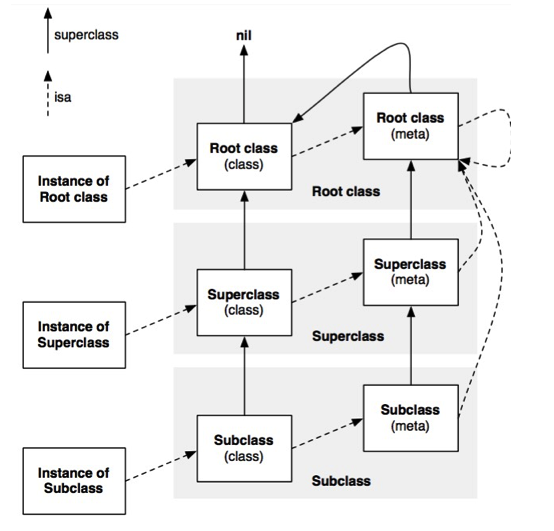 superclass
nil
isa
Root class
(meta)
Root class
(class)
Instance of
Root class
Root class
Superclass
(meta)
Superclass
(class)
Instance of
Superclass
Superclass
Subclass
(meta)
Subclass
(class)
Instance of
Subclass
Subclass